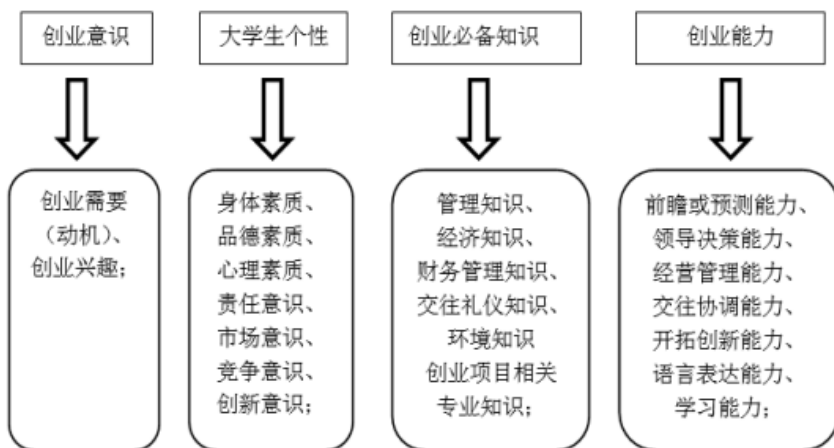 创业意识
大学生个性
创业必备知识
创业能力
创业需要
（动机）、
创业兴趣；
身体素质、
品德素质、
心理素质、
责任意识、
市场意识、
竞争意识、
创新意识；
管理知识、
经济知识、
财务管理知识、
交往礼仪知识、
环境知识
创业项目相关
专业知识；
前瞻或预测能力、
领导决策能力、
经营管理能力、
交往协调能力、
开拓创新能力、
语言表达能力、
学习能力；